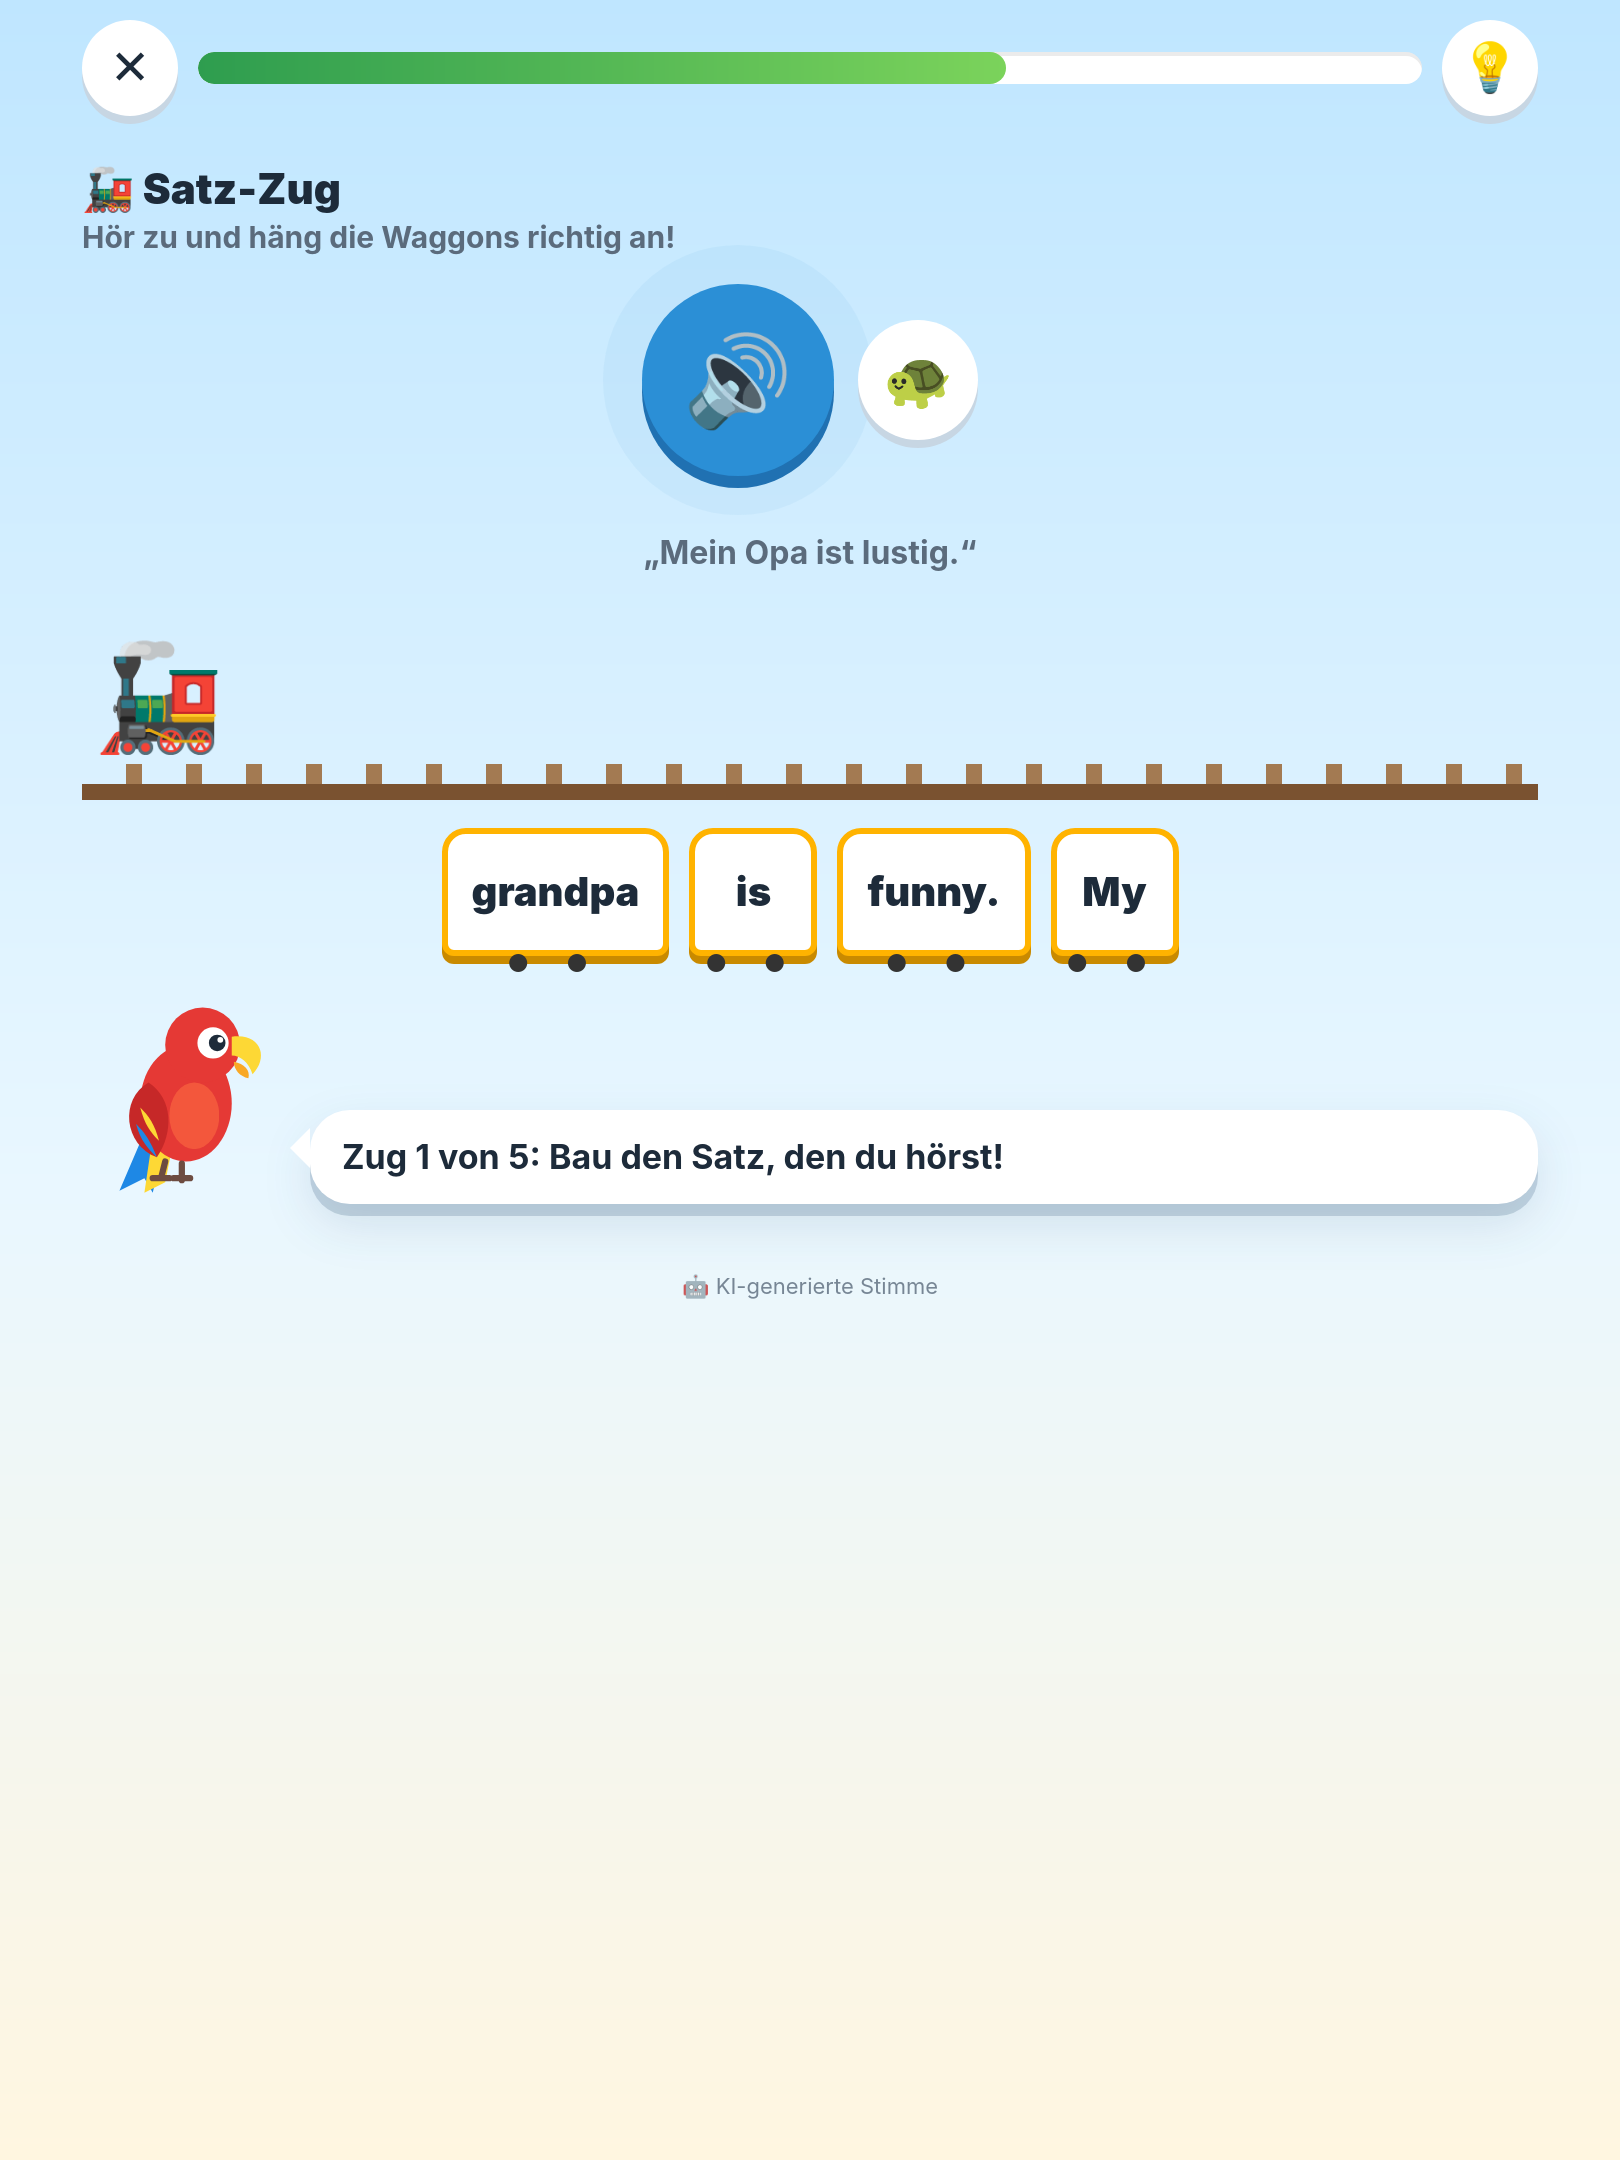 Satz-Zug
Hör zu und häng die Waggons richtig an!
„Mein Opa ist lustig.“
grandpa is funny. My
Zug 1 von 5: Bau den Satz, den du hörst!
KI-generierte Stimme